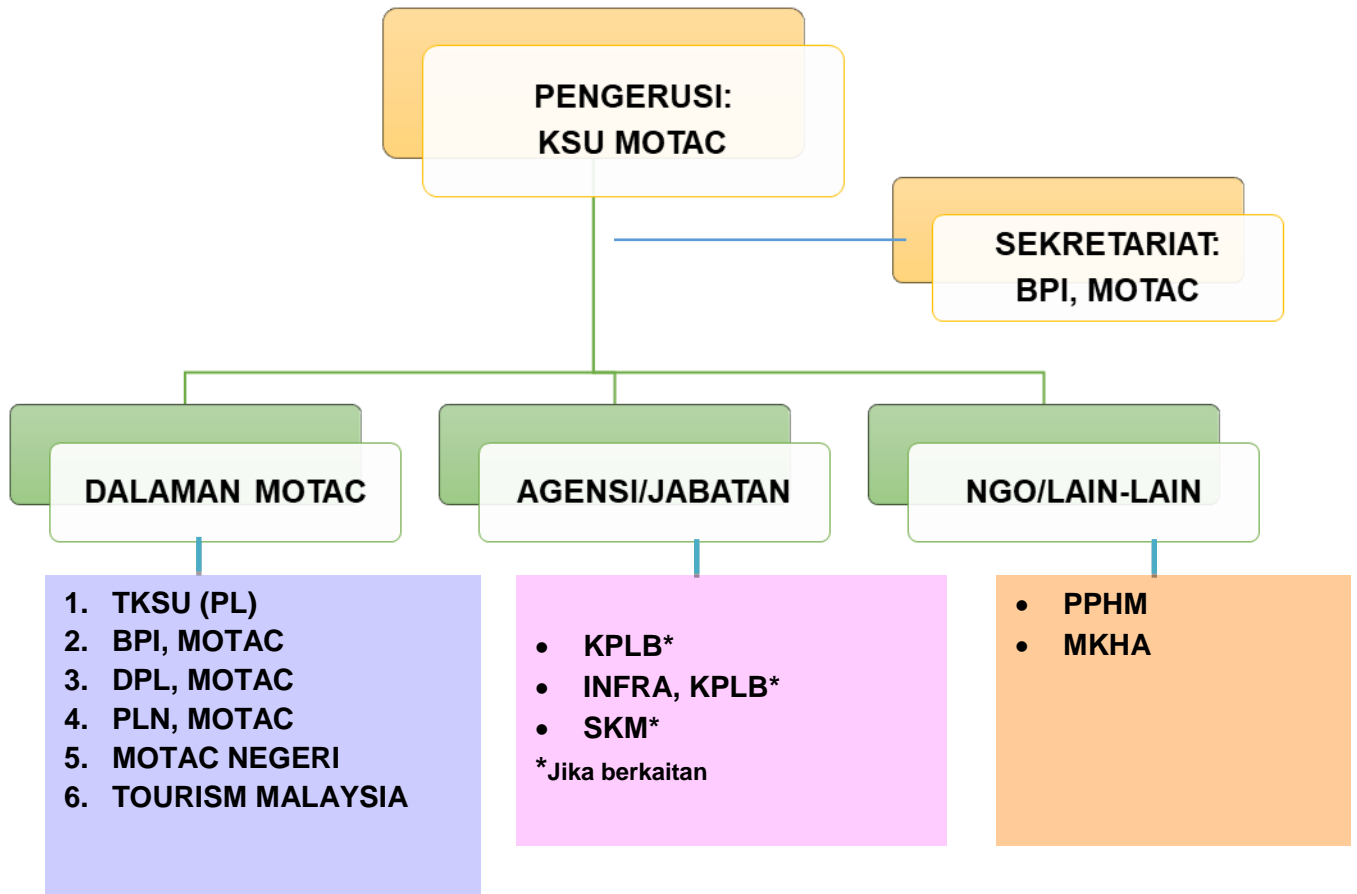 PENGERUSI:
KSU MOTAC
SEKRETARIAT:
BPI, MOTAC
DALAMAN MOTAC
AGENSI/JABATAN
NGO/LAIN-LAIN
1. TKSU (PL)
2. BPI, MOTAC
3. DPL, MOTAC
4. PLN, MOTAC
5. MOTAC NEGERI
6. TOURISM MALAYSIA
• KPLB*
• INFRA, KPLB*
• SKM*
*Jika berkaitan
• PPHM
• MKHA